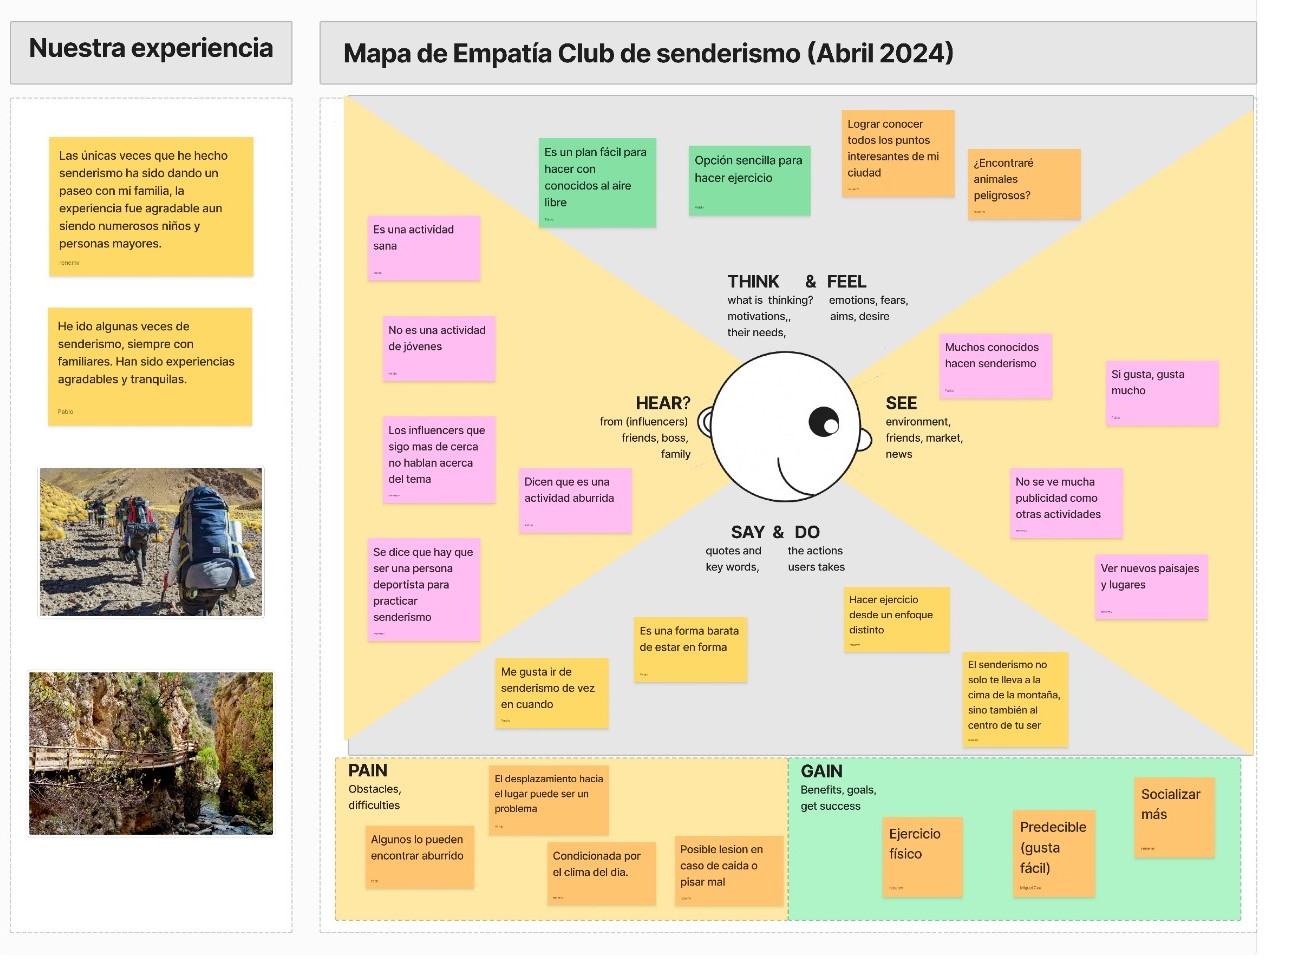 Nuestra experiencia
Las únicas veces que he hecho
senderismo ha sido dando un
paseo con mi familia, la
experiencia fue agradable aun
siendo numerosos niños y
personas mayores.
He ido algunas veces de
senderismo, siempre con
familiares. Han sido experiencias
agradables y tranquilas.
Pablo
Mapa de Empatía Club de senderismo (Abril 2024)
Es un plan fácil para
hacer con
conocidos al aire
libre
Opción sencilla para
hacer ejercicio
Lograr conocer
todos los puntos
interesantes de mi
ciudad
¿Encontraré
animales
peligrosos?
THINK & FEEL
what is thinking? emotions, fears,
motivations,, aims, desire
their needs,
Es una actividad
sana
No es una actividad
de jóvenes
Los influencers que
sigo mas de cerca
no hablan acerca
del tema
Dicen que es una
actividad aburrida
Se dice que hay que
ser una persona
deportista para
practicar
senderismo
HEAR?
from (influencers)
friends, boss,
family
SEE
environment,
friends, market,
news
Muchos conocidos
hacen senderismo
Si gusta, gusta
mucho
No se ve mucha
publicidad como
otras actividades
Ver nuevos paisajes
y lugares
SAY & DO
quotes and the actions
key words, users takes
Me gusta ir de
senderismo de vez
en cuando
Es una forma barata
de estar en forma
Hacer ejercicio
desde un enfoque
distinto
El senderismo no
solo te lleva a la
cima de la montaña,
sino también al
centro de tu ser
PAIN
Obstacles,
difficulties
El desplazamiento hacia
el lugar puede ser un
problema
Algunos lo pueden
encontrar aburrido
Condicionada por
el clima del dia.
Posible lesion en
caso de caida o
pisar mal
GAIN
Benefits, goals,
get success
Ejercicio
físico
Predecible
(gusta
fácil)
Socializar
más